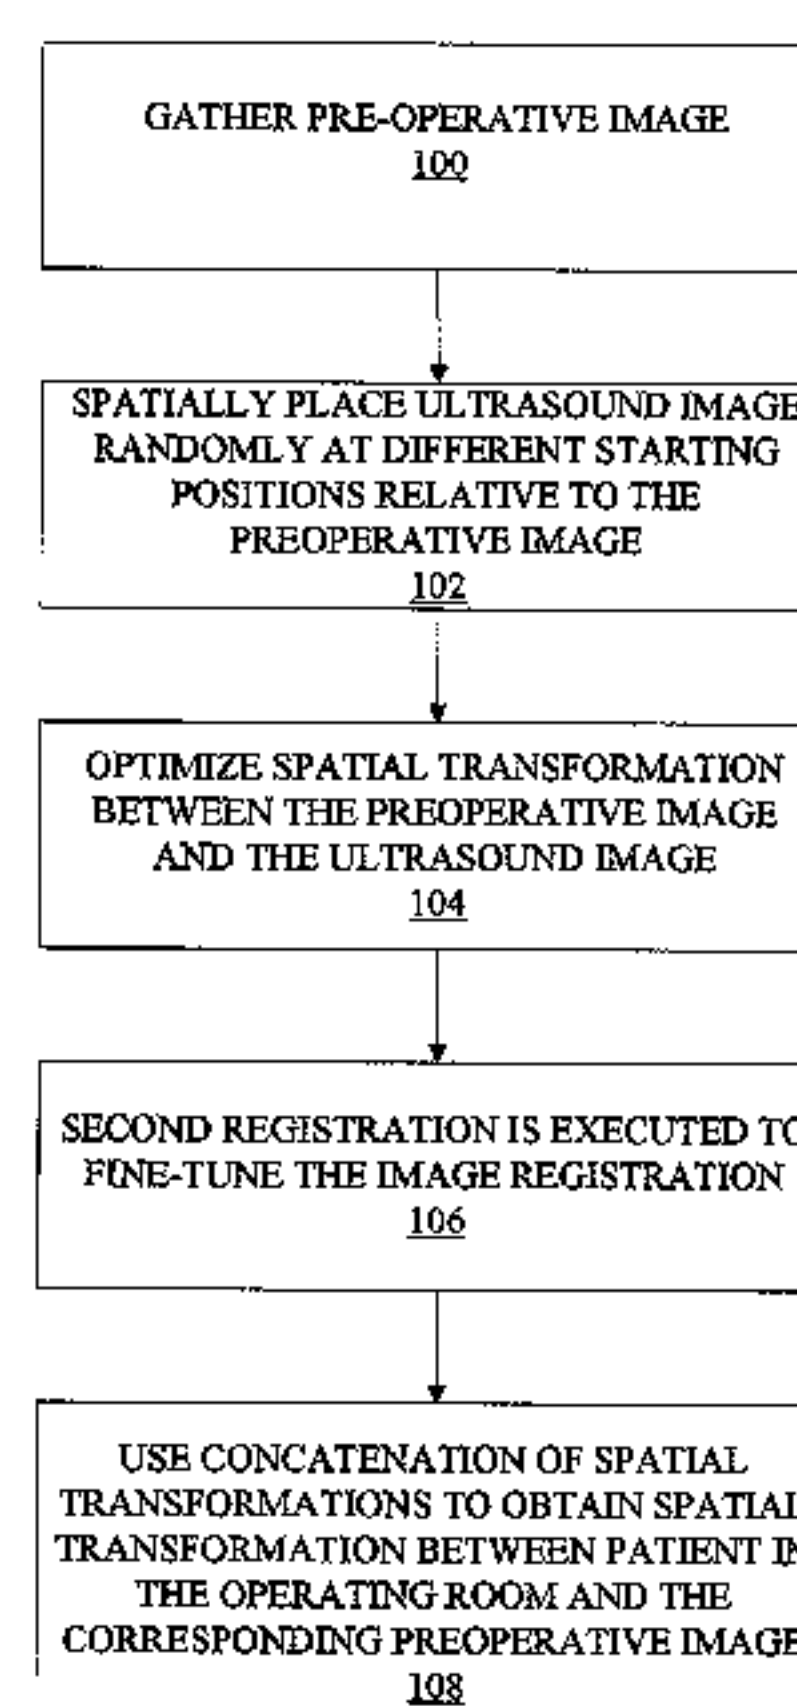 GATHER PRE-OPERATIVE IMAGE
100
SPATIALLY PLACE ULTRASOUND IMAGE
RANDOMLY AT DIFFERENT STARTING
POSITIONS RELATIVE TO THE
PREOPERATIVE IMAGE
102
OPTIMIZE SPATIAL TRANSFORMATION
BETWEEN THE PREOPERATIVE IMAGE
AND THE ULTRASOUND IMAGE
104
SECOND REGISTRATION IS EXECUTED TO
FINE-TUNE THE IMAGE REGISTRATION
106
USE CONCATENATION OF SPATIAL
TRANSFORMATIONS TO OBTAIN SPATIAL
TRANSFORMATION BETWEEN PATIENT IN
THE OPERATING ROOM AND THE
CORRESPONDING PREOPERATIVE IMAGE
108